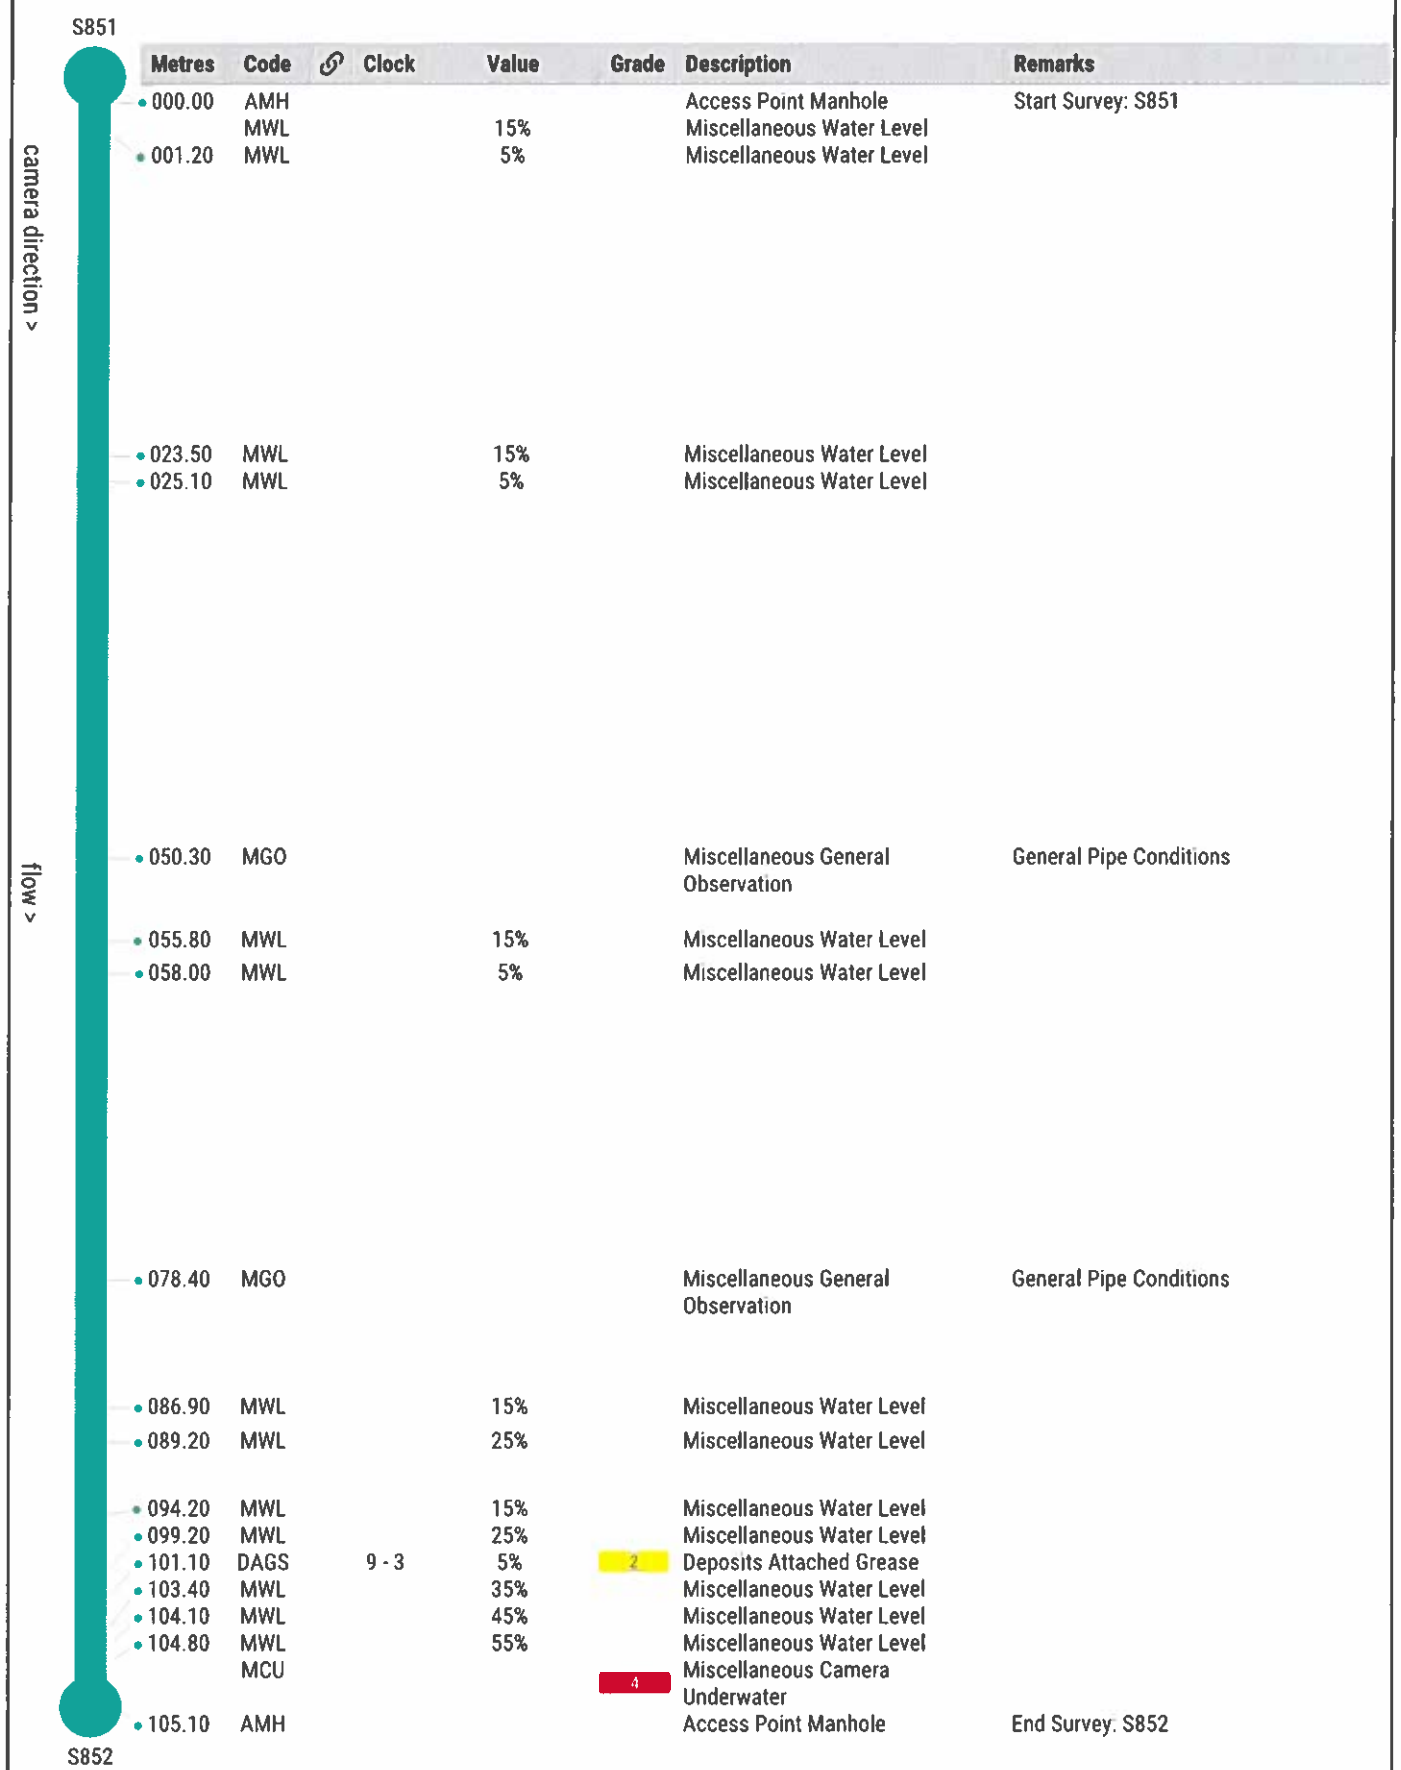 S851
Metres Code Clock Value Grade Description Remarks
000.00 AMH Access Point Manhole Start Survey: S851
MWL 15% Miscellaneous Water Level
001.20 MWL 5% Miscellaneous Water Level
camera direction >
023.50 MWL 15% Miscellaneous Water Level
025.10 MWL 5% Miscellaneous Water Level
050.30 MGO Miscellaneous General General Pipe Conditions
Observation
flow >
055.80 MWL 15% Miscellaneous Water Level
058.00 MWL 5% Miscellaneous Water Level
078.40 MGO Miscellaneous General General Pipe Conditions
Observation
086.90 MWL 15% Miscellaneous Water Level
089.20 MWL 25% Miscellaneous Water Level
094.20 MWL 15% Miscellaneous Water Level
099.20 MWL 25% Miscellaneous Water Level
101.10 DAGS 9 - 3 5% 2 Deposits Attached Grease
103.40 MWL 35% Miscellaneous Water Level
104.10 MWL 45% Miscellaneous Water Level
104.80 MWL 55% Miscellaneous Water Level
MCU 4 Miscellaneous Camera
Underwater
105.10 AMH Access Point Manhole End Survey: S852
S852